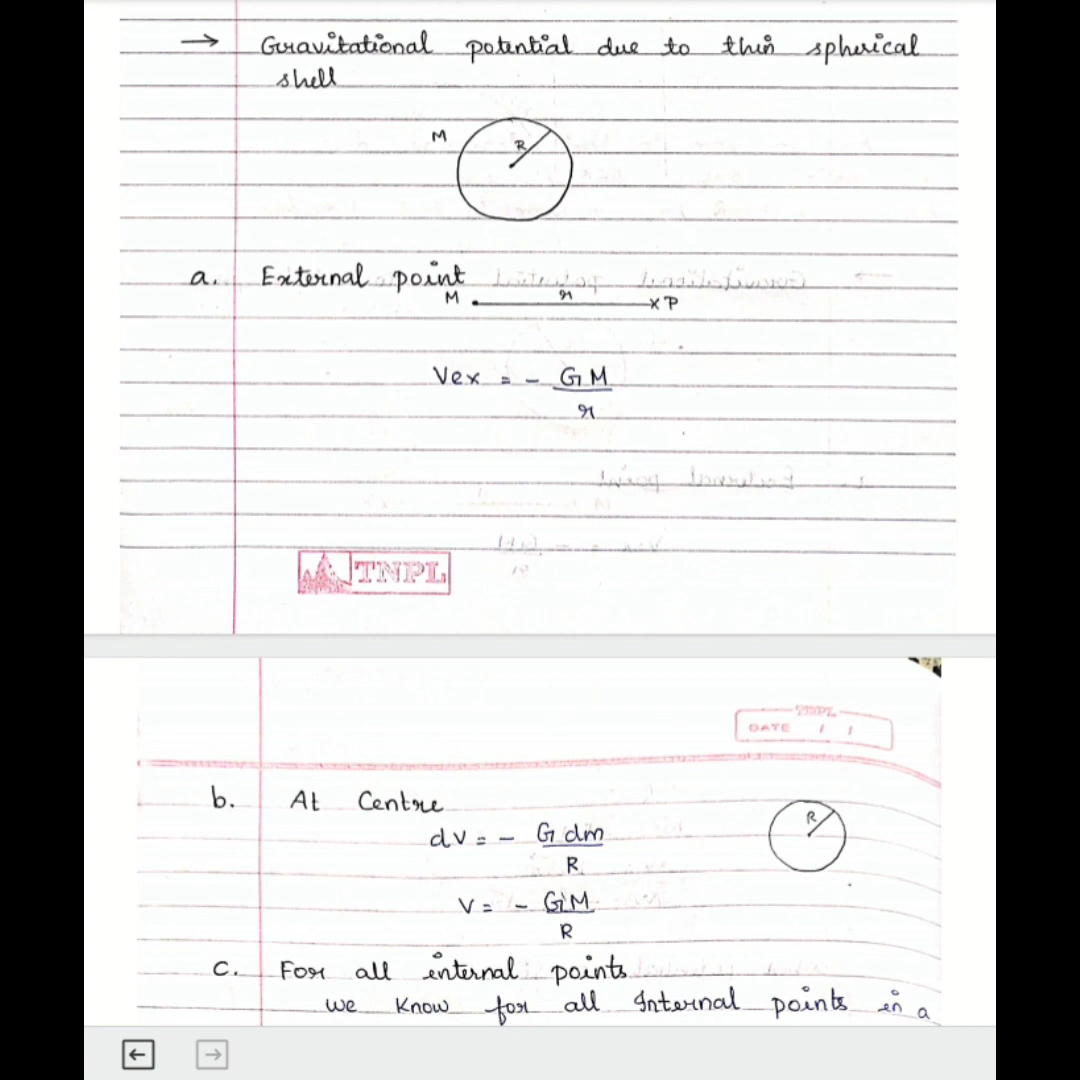 → Gravitational potential due to thin spherical
shell
M
R
a. External point
M r x P
Vex = - GM
r
TNPL
TNPL
DATE / /
b. At Centre
R
dv = - G dm
R
V = - GM
R
c. For all internal points
we know for all Internal points in a